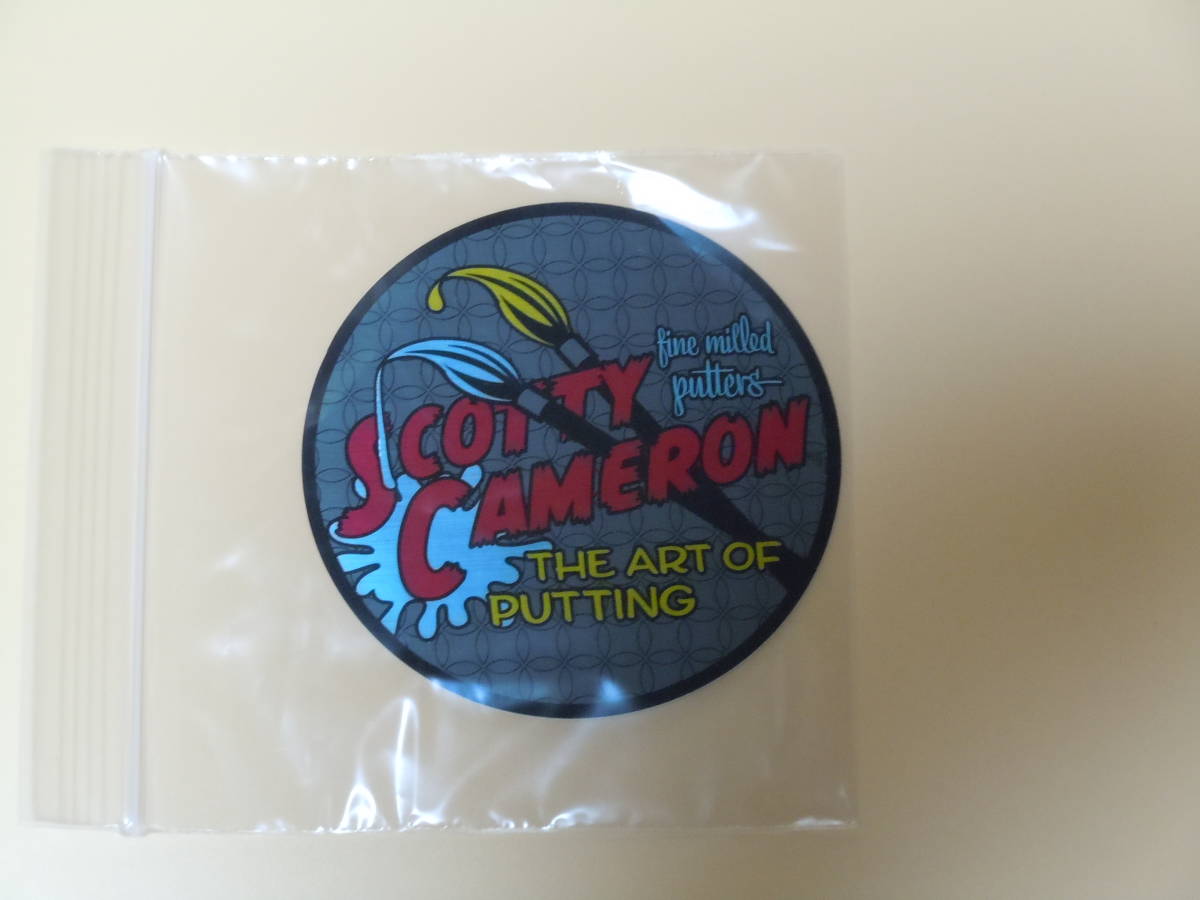 fine milled
putters
SCOTTY
CAMERON
THE ART OF
PUTTING